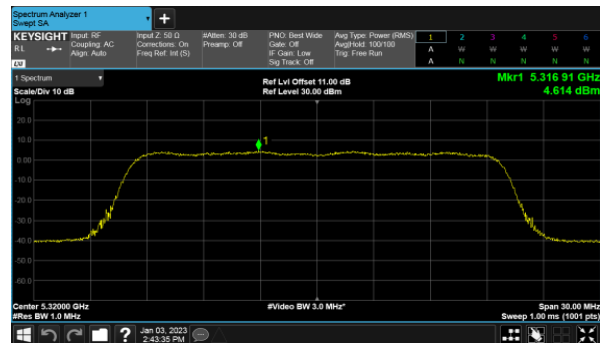 Spectrum Analyzer 1
Swept SA
KEYSIGHT Input: RF Input Z: 50 Ω #Atten: 30 dB PNO: Best Wide Avg Type: Power (RMS) 1 2 3 4 5 6
RL Coupling: AC Corrections: On Preamp: Off Gate: Off Avg|Hold: 100/100 A W W W W W
Align: Auto Freq Ref: Int (S) IF Gain: Low Trig: Free Run
LW Sig Track: Off A N N N N N
1 Spectrum Ref Lvl Offset 11.00 dB Mkr1 5.316 91 GHz
Scale/Div 10 dB Ref Level 30.00 dBm 4.614 dBm
Log
20.0
10.0
1
0.00
-10.0
-20.0
-30.0
-40.0
-50.0
-60.0
Center 5.32000 GHz #Video BW 3.0 MHz* Span 30.00 MHz
#Res BW 1.0 MHz Sweep 1.00 ms (1001 pts)
? Jan 03, 2023
2:43:35 PM